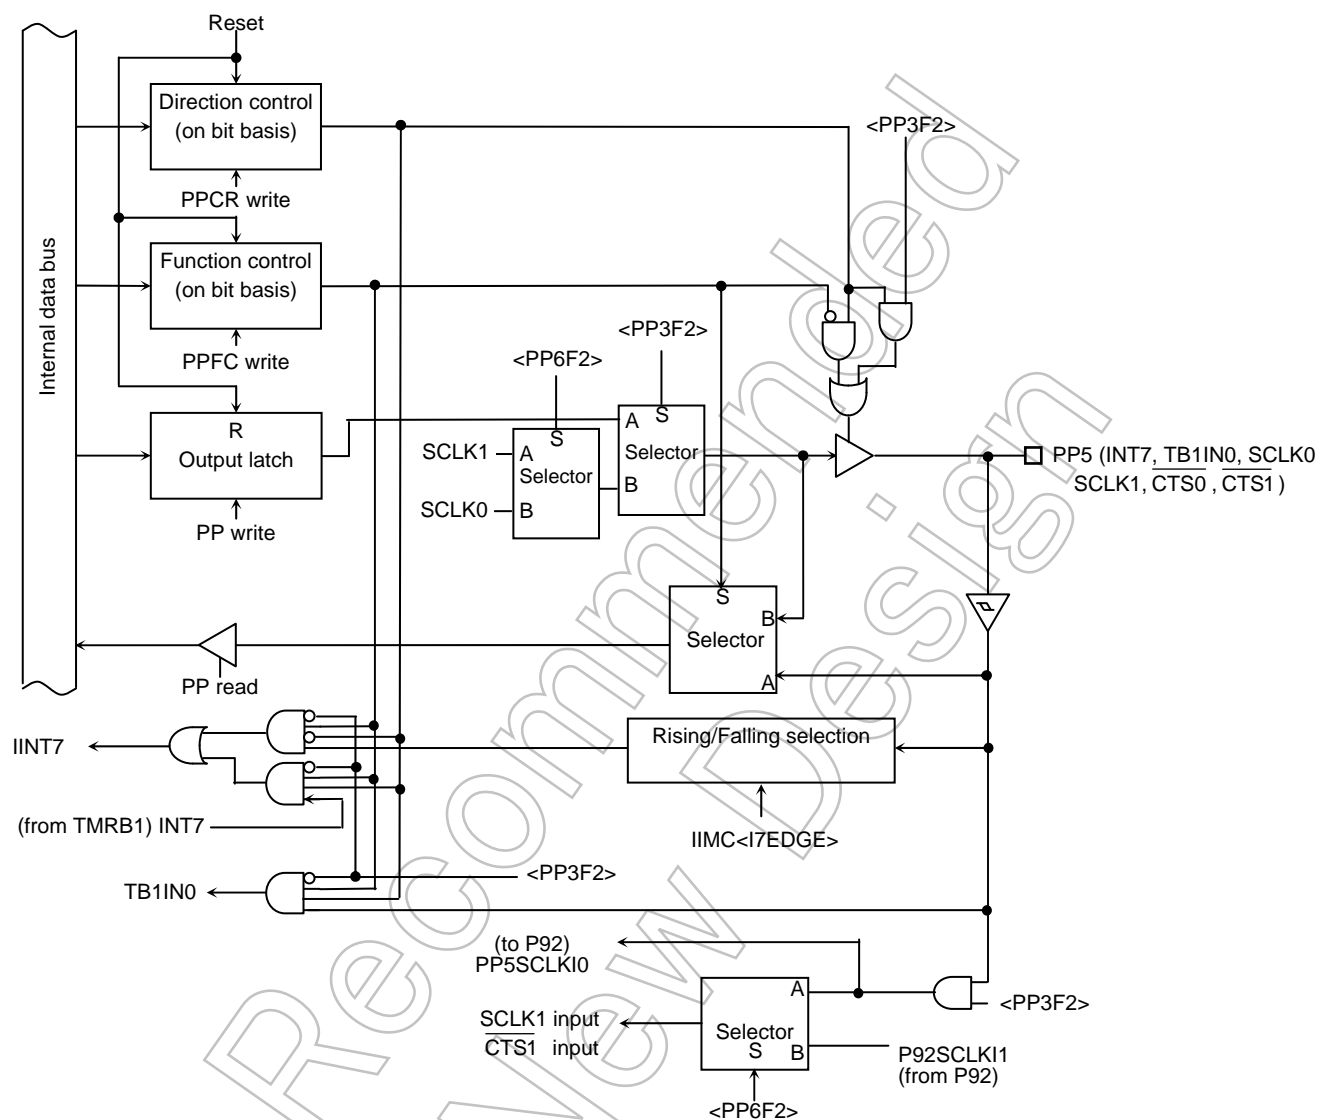 Reset
Direction control
(on bit basis)
<PP3F2>
PPCR write
Internal data bus
Function control
(on bit basis)
<PP3F2>
<PP6F2>
PPFC write
R
Output latch
S
A
Selector
B
S
SCLK1
A
Selector
SCLK0
B
PP5 (INT7, TB1IN0, SCLK0
SCLK1, CTS0 , CTS1 )
PP write
S
B
Selector
A
PP read
Rising/Falling selection
IINT7
(from TMRB1) INT7
IIMC<I7EDGE>
<PP3F2>
TB1IN0
(to P92)
PP5SCLKI0
A
<PP3F2>
SCLK1 input
CTS1 input
Selector
S
B
P92SCLKI1
(from P92)
<PP6F2>
Recommended
New Design